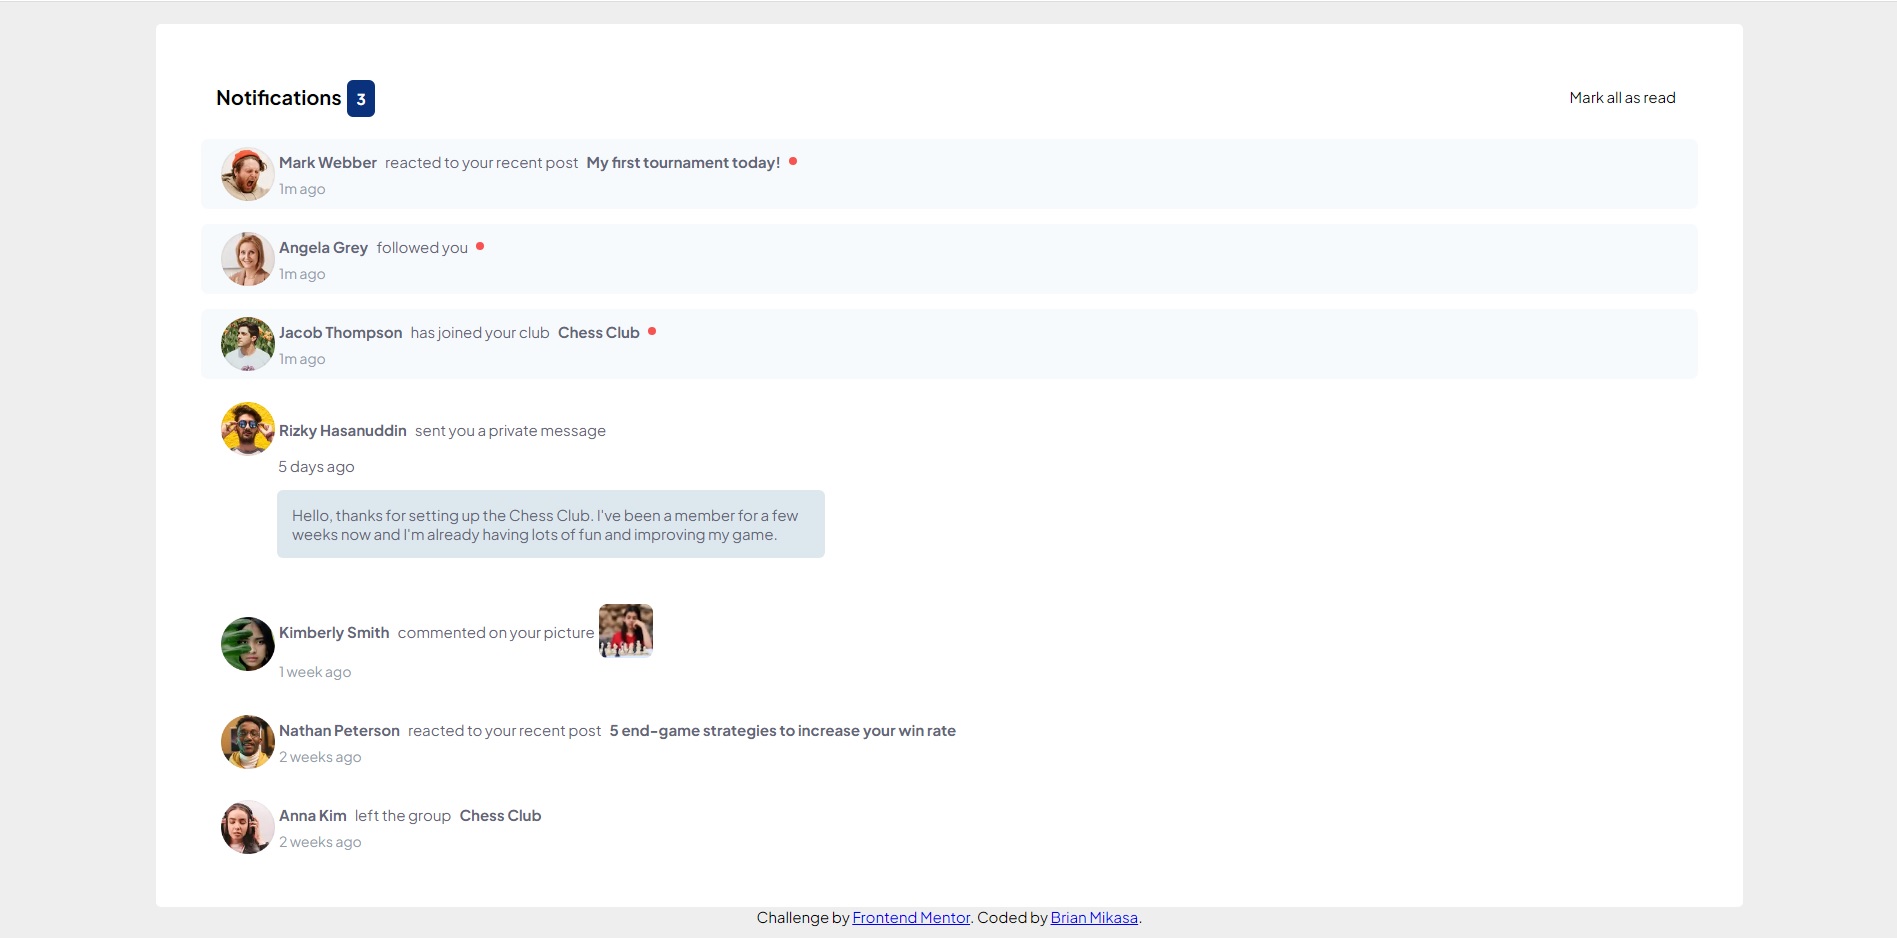 Notifications 3
Mark all as read
Mark Webber reacted to your recent post My first tournament today!
1m ago
Angela Grey followed you
1m ago
Jacob Thompson has joined your club Chess Club
1m ago
Rizky Hasanuddin sent you a private message
5 days ago
Hello, thanks for setting up the Chess Club. I've been a member for a few
weeks now and I'm already having lots of fun and improving my game.
Kimberly Smith commented on your picture
1 week ago
Nathan Peterson reacted to your recent post 5 end-game strategies to increase your win rate
2 weeks ago
Anna Kim left the group Chess Club
2 weeks ago
Challenge by Frontend Mentor. Coded by Brian Mikasa.